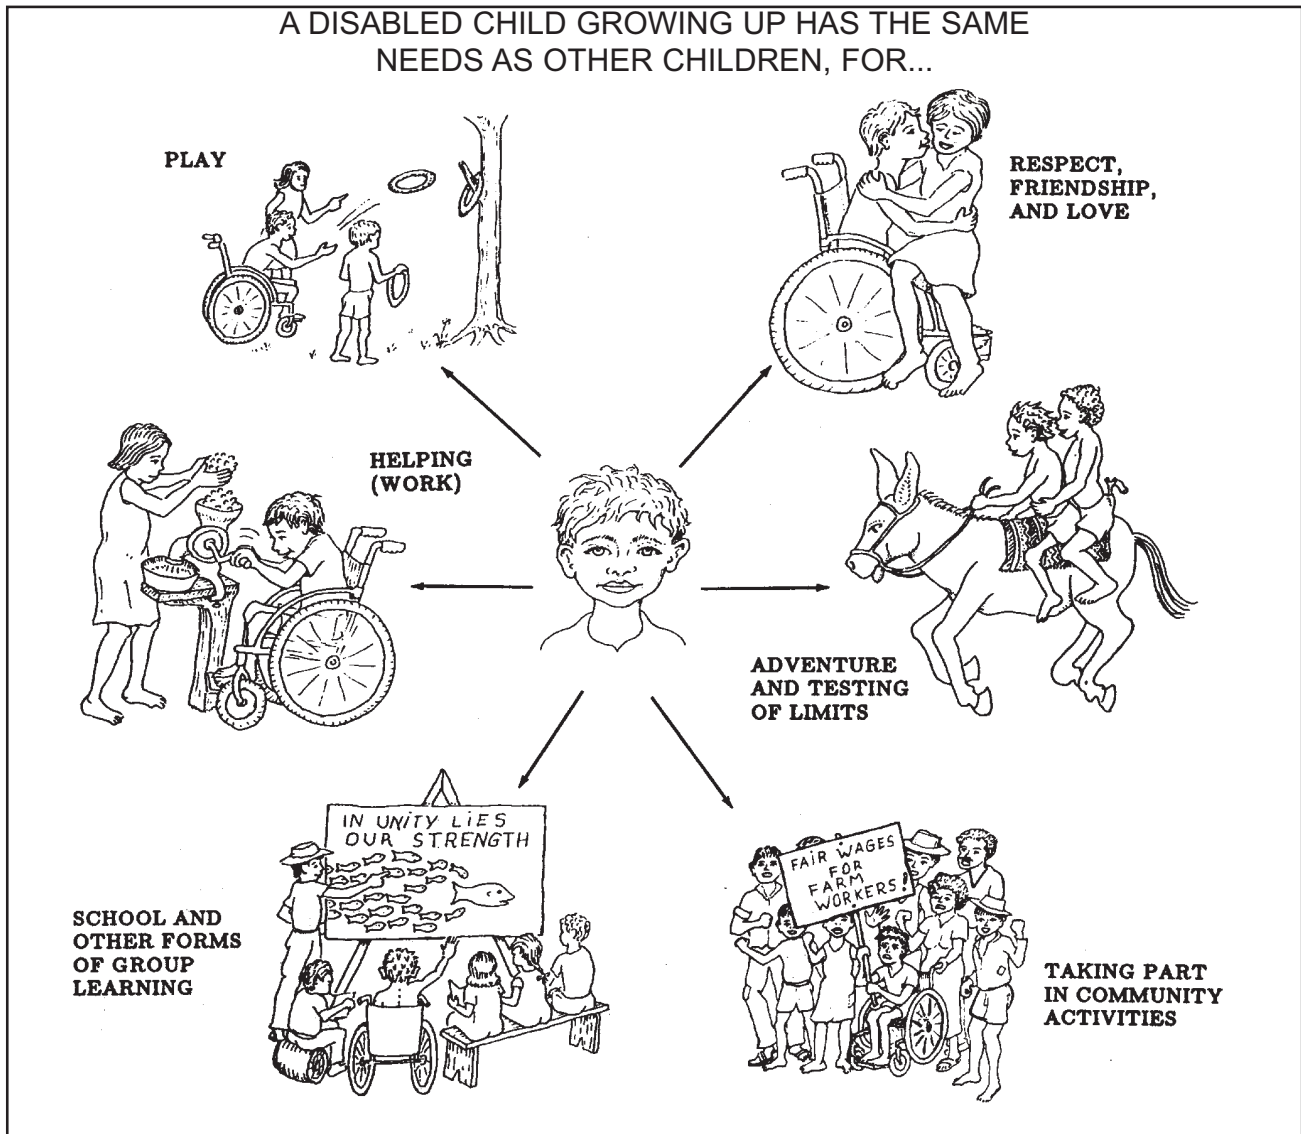 A DISABLED CHILD GROWING UP HAS THE SAME
NEEDS AS OTHER CHILDREN, FOR...
PLAY
RESPECT,
FRIENDSHIP,
AND LOVE
HELPING
(WORK)
ADVENTURE
AND TESTING
OF LIMITS
IN UNiTY LiES
OUR STRENGTH
SCHOOL AND
OTHER FORMS
OF GROUP
LEARNING
FAIR WAGES
FOR
FARM
WORKERS!
TAKING PART
IN COMMUNITY
ACTIVITIES